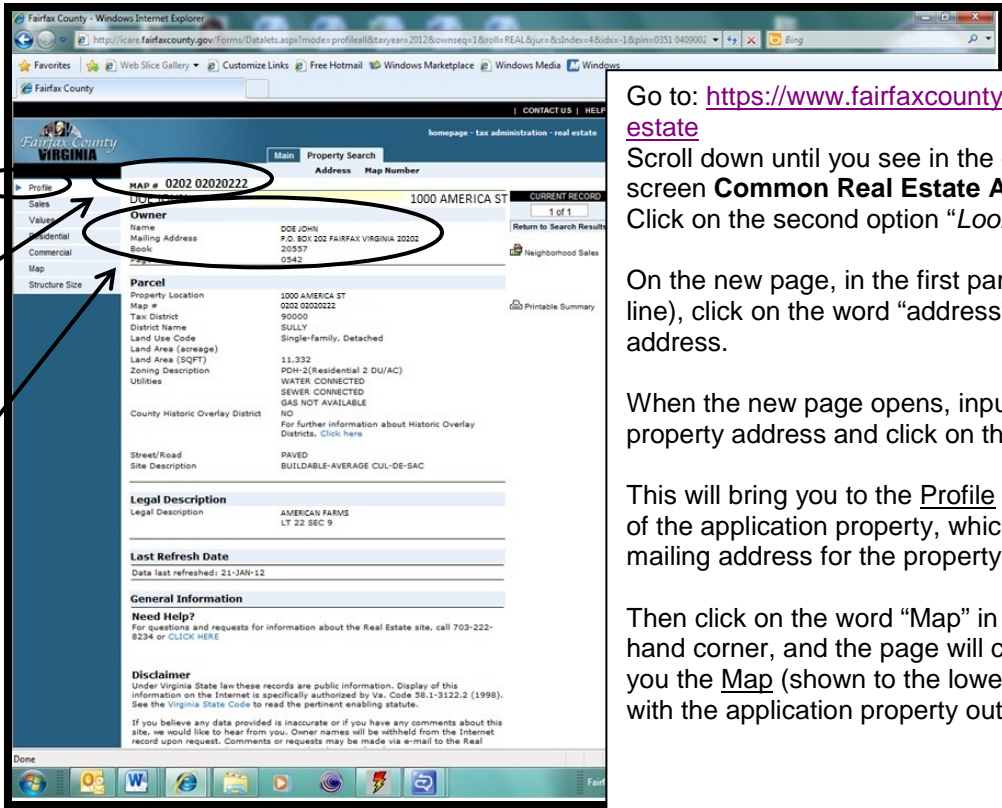 Fairfax County - Windows Internet Explorer
http://icare.fairfaxcounty.gov/Forms/Datalets.aspx?mode=profileall&taxyear=2012&ownseq=1&roll=REAL&jur=&sIndex=4&idx=-1&pin=0351 0409002
Bing
Favorites
Web Slice Gallery
Customize Links
Free Hotmail
Windows Marketplace
Windows Media
Windows
Fairfax County
| CONTACT US | HELP
Fairfax County
VIRGINIA
homepage - tax administration - real estate
Main Property Search
Address Map Number
Profile
Sales
Values
Residential
Commercial
Map
Structure Size
MAP # 0202 02020222
DOE JOHN 1000 AMERICA ST
CURRENT RECORD
1 of 1
Return to Search Results
Neighborhood Sales
Printable Summary
Owner
Name DOE JOHN
Mailing Address P.O. BOX 202 FAIRFAX VIRGINIA 20202
Book 20557
Page 0542
Parcel
Property Location 1000 AMERICA ST
Map # 0202 02020222
Tax District 90000
District Name SULLY
Land Use Code Single-family, Detached
Land Area (acreage)
Land Area (SQFT) 11,332
Zoning Description PDH-2(Residential 2 DU/AC)
Utilities WATER CONNECTED
SEWER CONNECTED
GAS NOT AVAILABLE
County Historic Overlay District NO
For further information about Historic Overlay
Districts, Click here
Street/Road PAVED
Site Description BUILDABLE-AVERAGE CUL-DE-SAC
Legal Description
Legal Description AMERICAN FARMS
LT 22 SEC 9
Last Refresh Date
Data last refreshed: 21-JAN-12
General Information
Need Help?
For questions and requests for information about the Real Estate site, call 703-222-
8234 or CLICK HERE
Disclaimer
Under Virginia State law these records are public information. Display of this
information on the Internet is specifically authorized by Va. Code 58.1-3122.2 (1998).
See the Virginia State Code to read the pertinent enabling statute.
If you believe any data provided is inaccurate or if you have any comments about this
site, we would like to hear from you. Owner names will be withheld from the Internet
record upon request. Comments or requests may be made via e-mail to the Real
Done
Fairf
Go to: https://www.fairfaxcounty
estate
Scroll down until you see in the
screen Common Real Estate A
Click on the second option "Loo
On the new page, in the first par
line), click on the word "address
address.
When the new page opens, inpu
property address and click on th
This will bring you to the Profile
of the application property, whic
mailing address for the property
Then click on the word "Map" in
hand corner, and the page will c
you the Map (shown to the lowe
with the application property out